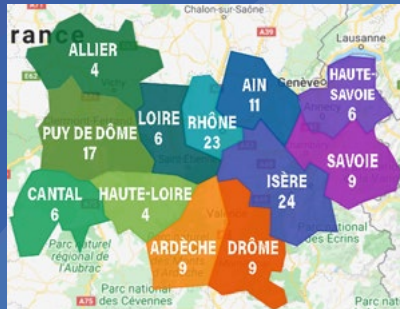 Chalon-sur-Saône
rance
A39
Lausanne
ALLIER
4
E62
Genève
HAUTE-
SAVOIE
6
AIN
11
LOIRE
6
RHÔNE
23
PUY DE DÔME
17
SAVOIE
9
ISÈRE
24
CANTAL
6
HAUTE-LOIRE
4
Parc naturel
régional de
l'Aubrac
Parc national
des Écrins
ARDÈCHE
9
DRÔME
9
A75
Parc national
des Cévennes